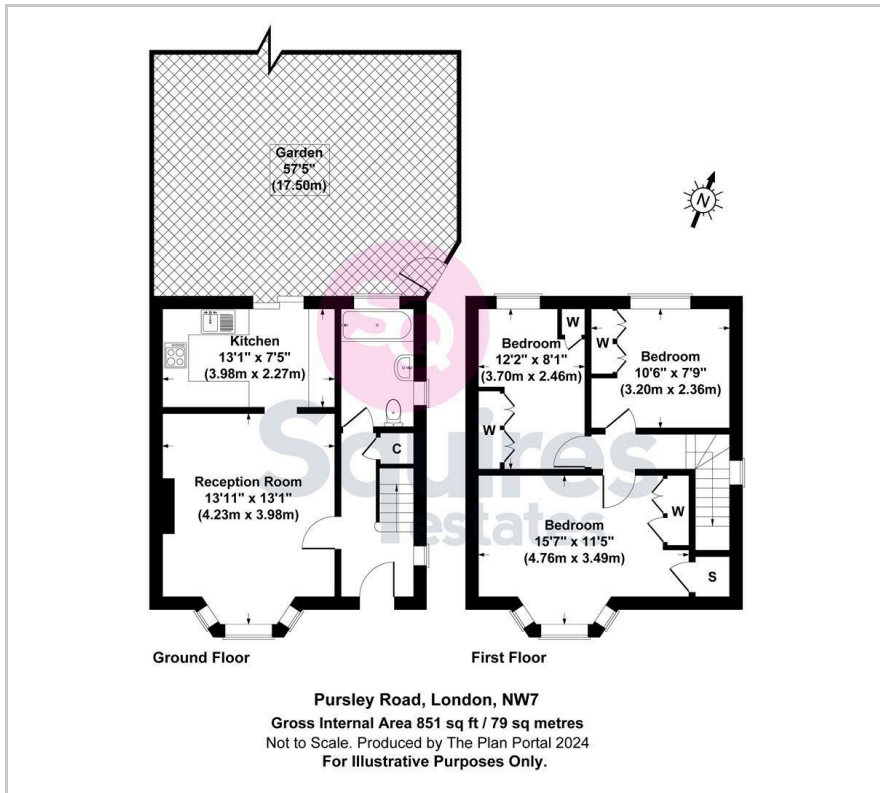 Garden
57'5"
(17.50m)
N
Kitchen
13'1" x 7'5"
(3.98m x 2.27m)
C
Reception Room
13'11" x 13'1"
(4.23m x 3.98m)
Ground Floor
W
Bedroom
12'2" x 8'1"
(3.70m x 2.46m)
W
W
Bedroom
10'6" x 7'9"
(3.20m x 2.36m)
Bedroom
15'7" x 11'5"
(4.76m x 3.49m)
W
S
First Floor
SQ
Squires
estates
Pursley Road, London, NW7
Gross Internal Area 851 sq ft / 79 sq metres
Not to Scale. Produced by The Plan Portal 2024
For Illustrative Purposes Only.